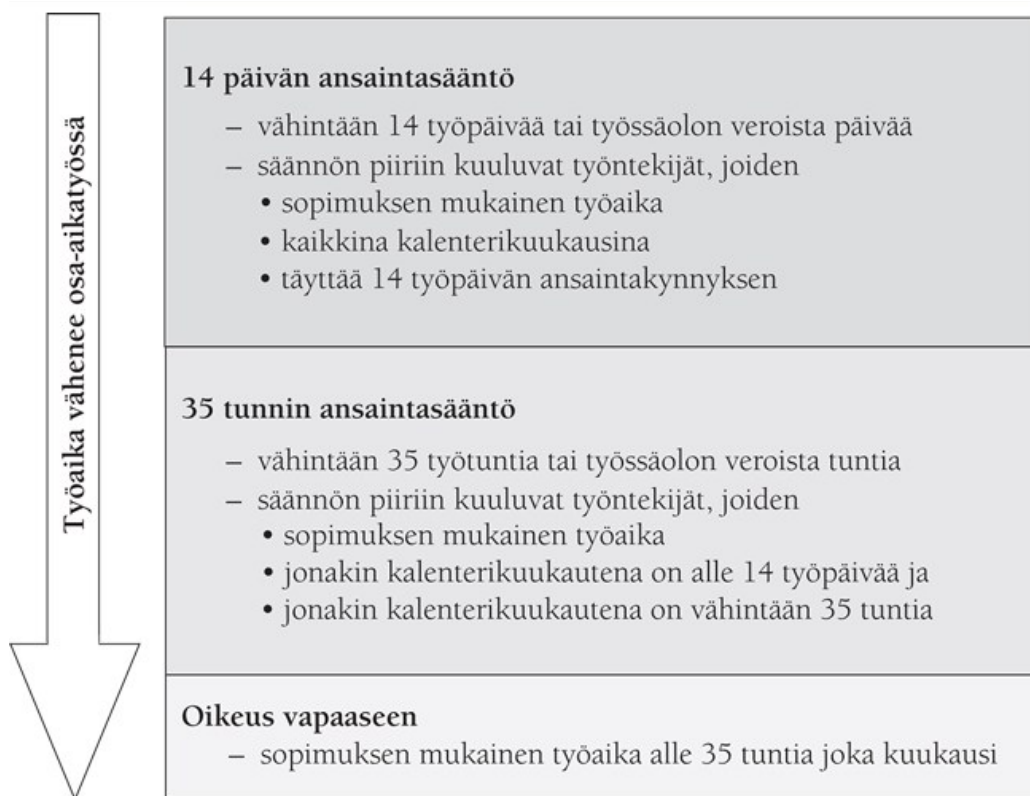 Työaika vähenee osa-aikatyössä
14 päivän ansaintasääntö
– vähintään 14 työpäivää tai työssäolon veroista päivää
– säännön piiriin kuuluvat työntekijät, joiden
• sopimuksen mukainen työaika
• kaikkina kalenterikuukausina
• täyttää 14 työpäivän ansaintakynnyksen
35 tunnin ansaintasääntö
– vähintään 35 työtuntia tai työssäolon veroista tuntia
– säännön piiriin kuuluvat työntekijät, joiden
• sopimuksen mukainen työaika
• jonakin kalenterikuukautena on alle 14 työpäivää ja
• jonakin kalenterikuukautena on vähintään 35 tuntia
Oikeus vapaaseen
– sopimuksen mukainen työaika alle 35 tuntia joka kuukausi